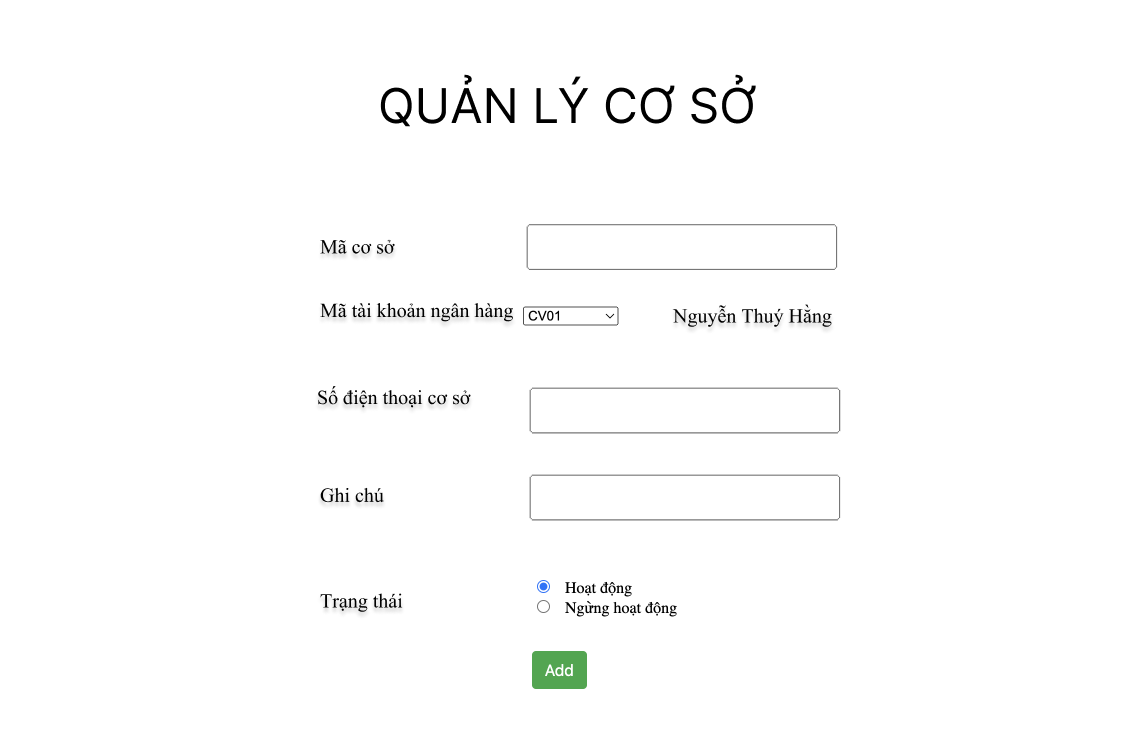 QUẢN LÝ CƠ SỞ
Mã cơ sở
Mã tài khoản ngân hàng CV01 Nguyễn Thuý Hằng
Số điện thoại cơ sở
Ghi chú
Trạng thái
Hoạt động
Ngừng hoạt động
Add